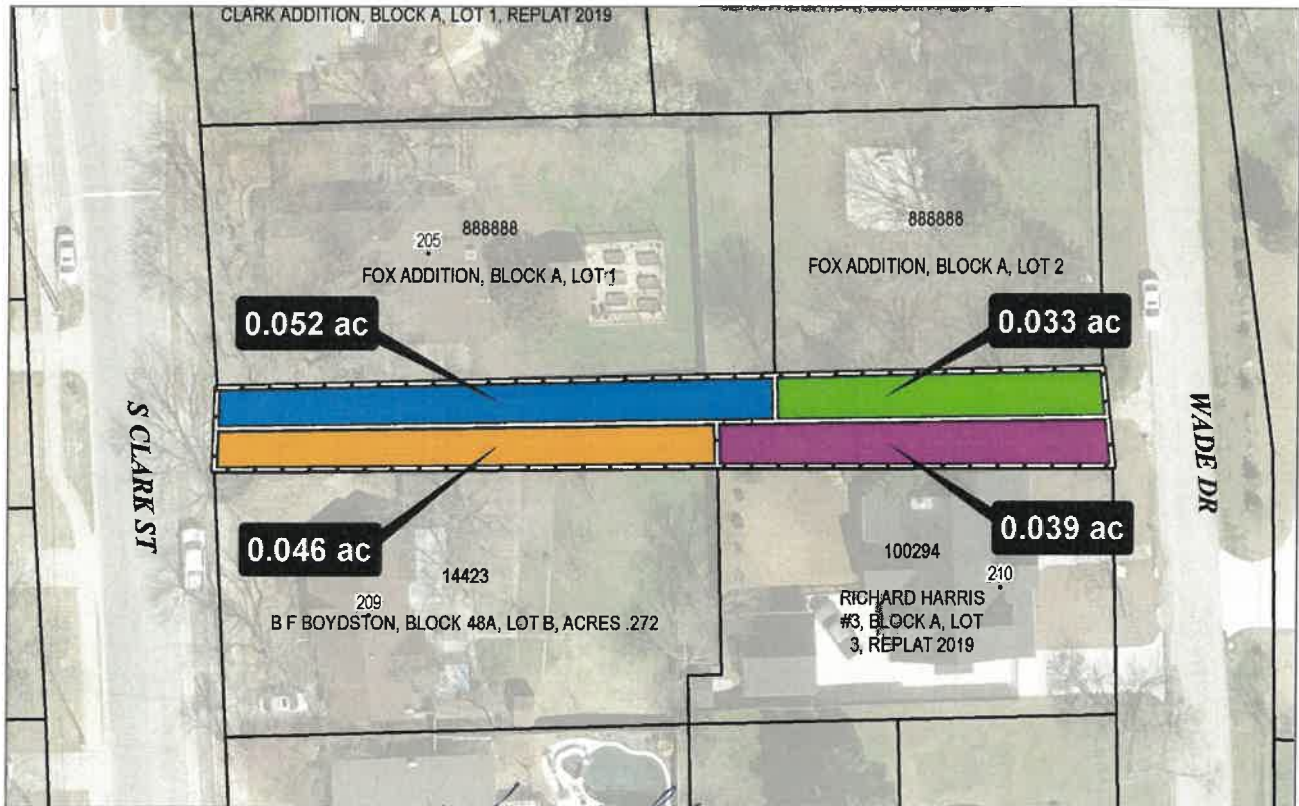 CLARK ADDITION, BLOCK A, LOT 1, REPLAT 2019
888888
205
FOX ADDITION, BLOCK A, LOT 1
888888
FOX ADDITION, BLOCK A, LOT 2
0.052 ac
0.033 ac
S CLARK ST
WADE DR
0.046 ac
0.039 ac
14423
209
B F BOYDSTON, BLOCK 48A, LOT B, ACRES .272
100294
210
RICHARD HARRIS
#3, BLOCK A, LOT
3, REPLAT 2019